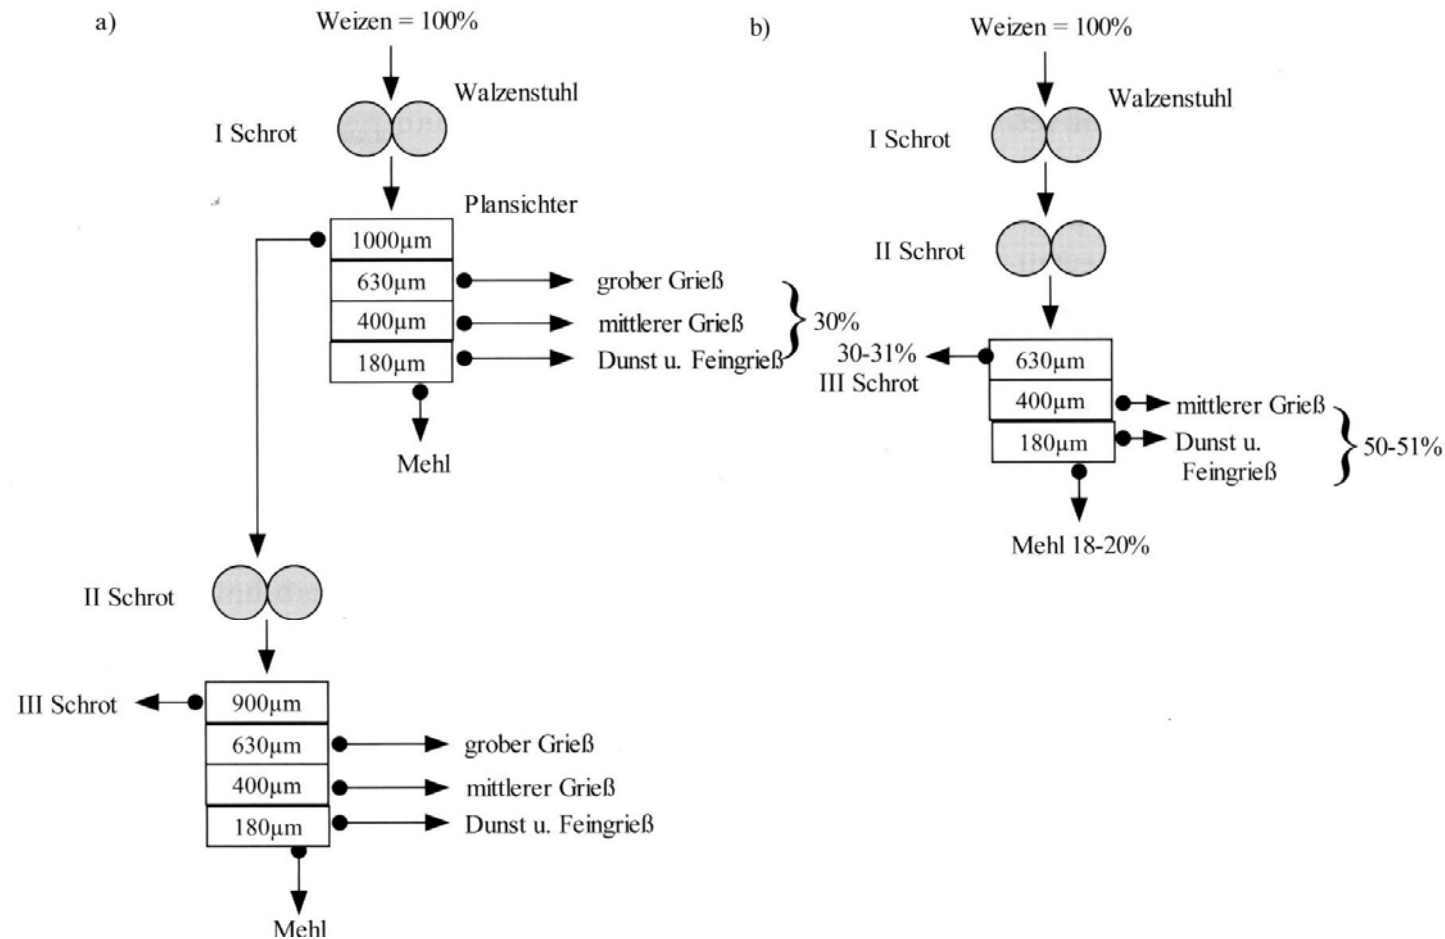 a)
Weizen = 100%
Walzenstuhl
I Schrot
Plansichter
1000µm
630µm
grober Grieß
400µm
mittlerer Grieß
30%
180µm
Dunst u. Feingrieß
Mehl
II Schrot
III Schrot
900µm
630µm
grober Grieß
400µm
mittlerer Grieß
180µm
Dunst u. Feingrieß
Mehl
b)
Weizen = 100%
Walzenstuhl
I Schrot
II Schrot
30-31%
III Schrot
630µm
400µm
mittlerer Grieß
180µm
Dunst u.
Feingrieß
50-51%
Mehl 18-20%